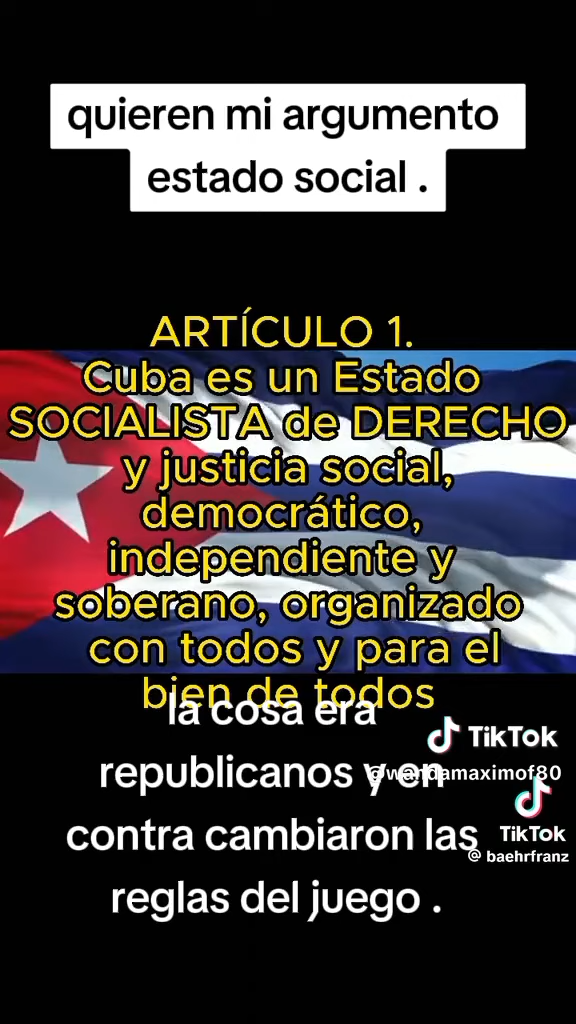 quieren mi argumento
estado social .
ARTÍCULO 1.
Cuba es un Estado
SOCIALISTA de DERECHO
y justicia social,
democrático,
independiente y
soberano, organizado
con todos y para el
bien de todos
la cosa era
republicanos y en
contra cambiaron las
reglas del juego .
TikTok
@wandamaximof80
TikTok
@ baehrfranz